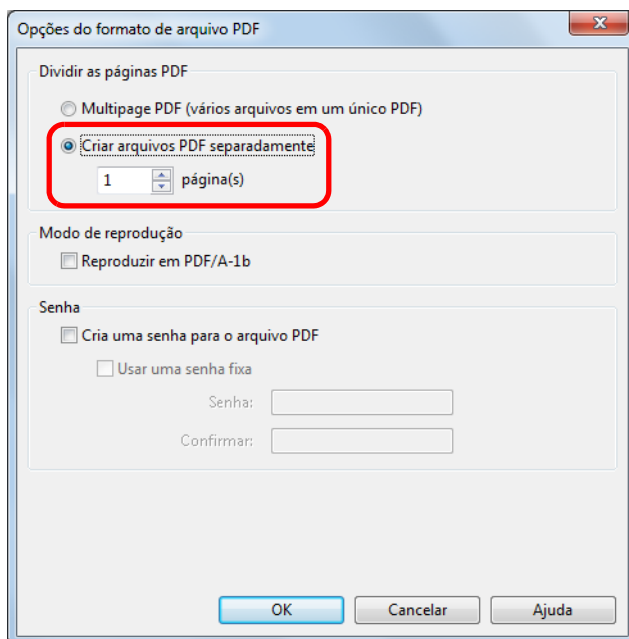 Opções do formato de arquivo PDF
Dividir as páginas PDF
Multipage PDF (vários arquivos em um único PDF)
Criar arquivos PDF separadamente
1 página(s)
Modo de reprodução
Reproduzir em PDF/A-1b
Senha
Cria uma senha para o arquivo PDF
Usar uma senha fixa
Senha:
Confirmar:
OK Cancelar Ajuda